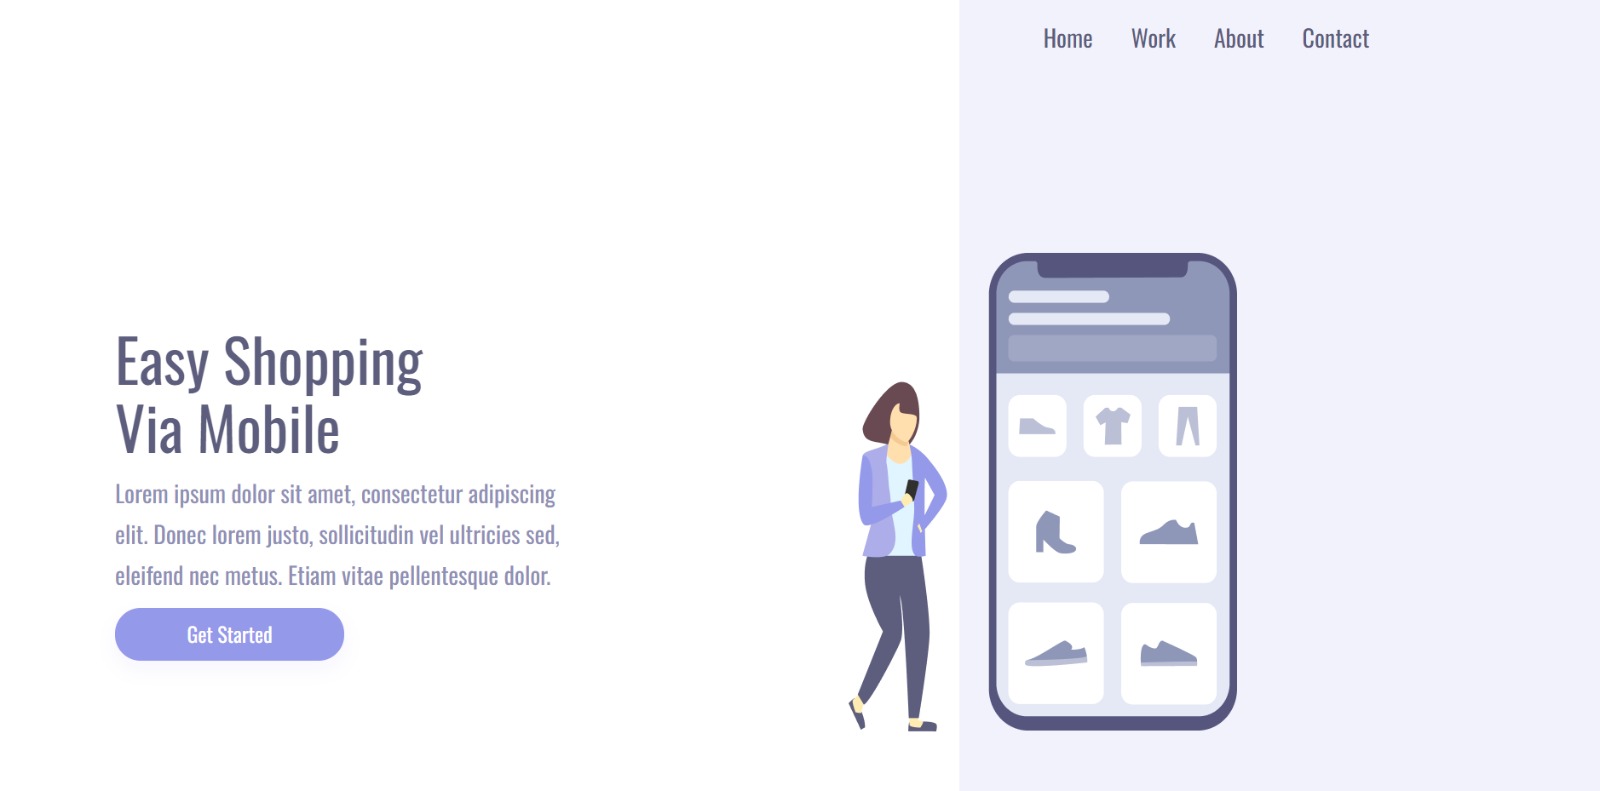 Home Work About Contact
Easy Shopping
Via Mobile
Lorem ipsum dolor sit amet, consectetur adipiscing
elit. Donec lorem justo, sollicitudin vel ultricies sed,
eleifend nec metus. Etiam vitae pellentesque dolor.
Get Started